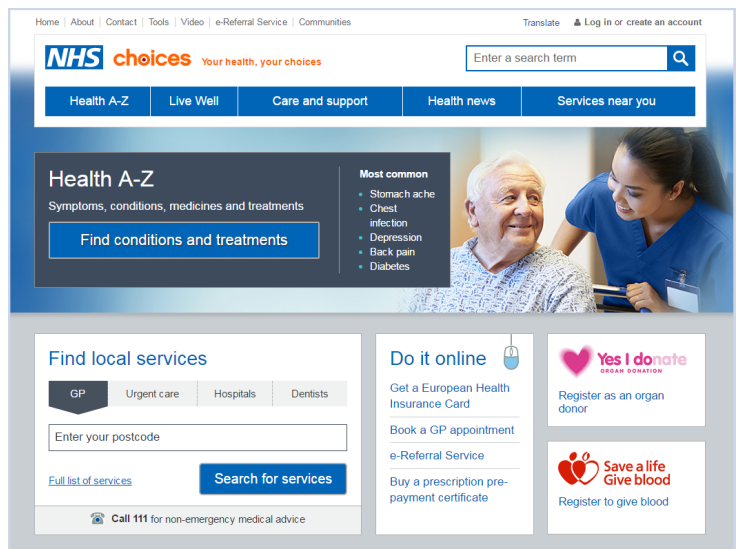 Home About Contact Tools Video e-Referral Service Communities
Translate Log in or create an account
NHS choices Your health, your choices
Enter a search term
Health A-Z Live Well Care and support Health news Services near you
Health A-Z
Symptoms, conditions, medicines and treatments
Find conditions and treatments
Most common
Stomach ache
Chest
infection
Depression
Back pain
Diabetes
Find local services
GP Urgent care Hospitals Dentists
Enter your postcode
Full list of services
Search for services
Call 111 for non-emergency medical advice
Do it online
Get a European Health
Insurance Card
Book a GP appointment
e-Referral Service
Buy a prescription pre-
payment certificate
Yes I donate
ORGAN DONATION
Register as an organ
donor
Save a life
Give blood
Register to give blood